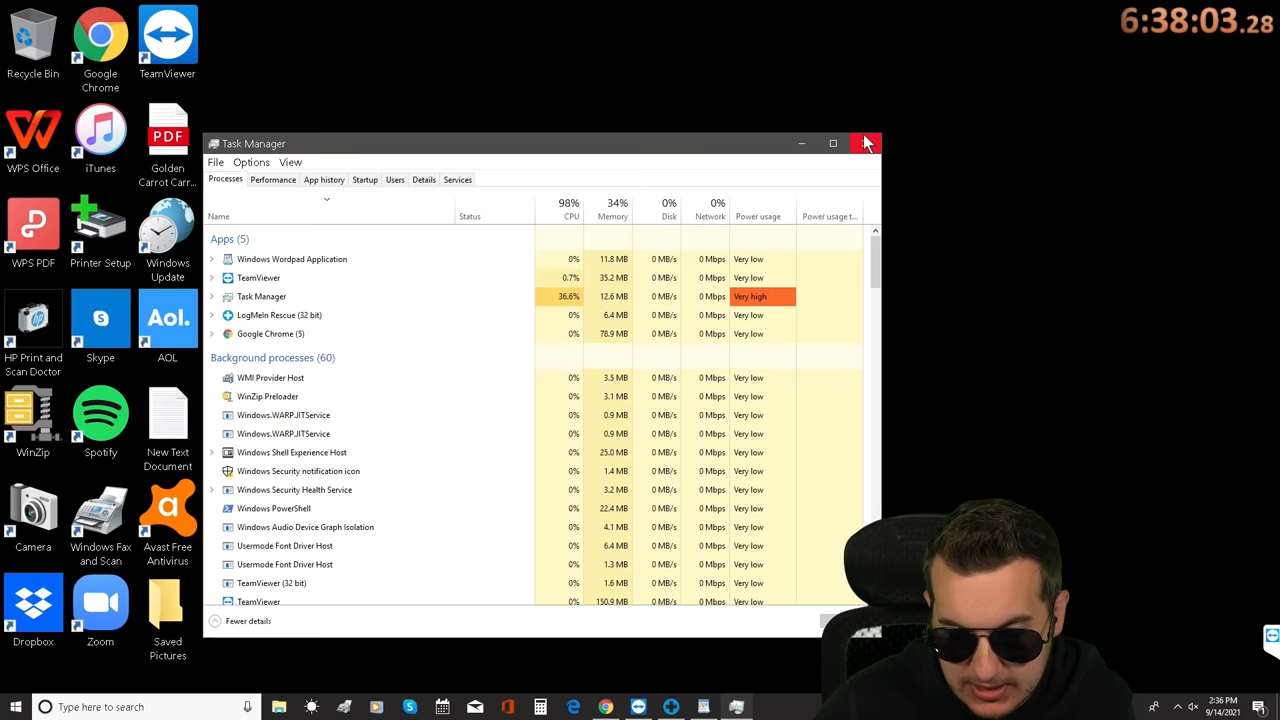 6:38:03.28
Recycle Bin
Google Chrome
TeamViewer
WPS Office
iTunes
PDF
Golden Carrot Carr...
WPS PDF
Printer Setup
Windows Update
HP Print and Scan Doctor
Skype
Aol.
AOL
WinZip
Spotify
New Text Document
Camera
Windows Fax and Scan
Avast Free Antivirus
Dropbox
Zoom
Saved Pictures
Task Manager
File Options View
Processes Performance App history Startup Users Details Services
98% 34% 0% 0%
Name Status CPU Memory Disk Network Power usage Power usage t...
Apps (5)
Windows Wordpad Application 0% 11.8 MB 0 MB/s 0 Mbps Very low
TeamViewer 0.7% 35.2 MB 0 MB/s 0 Mbps Very low
Task Manager 36.6% 12.6 MB 0 MB/s 0 Mbps Very high
LogMeIn Rescue (32 bit) 0% 6.4 MB 0 MB/s 0 Mbps Very low
Google Chrome (5) 0% 78.9 MB 0 MB/s 0 Mbps Very low
Background processes (60)
WMI Provider Host 0% 3.5 MB 0 MB/s 0 Mbps Very low
WinZip Preloader 0% 3.1 MB 0 MB/s 0 Mbps Very low
Windows.WARP.JITService 0% 0.9 MB 0 MB/s 0 Mbps Very low
Windows.WARP.JITService 0% 0.9 MB 0 MB/s 0 Mbps Very low
Windows Shell Experience Host 0% 25.0 MB 0 MB/s 0 Mbps Very low
Windows Security notification icon 0% 1.4 MB 0 MB/s 0 Mbps Very low
Windows Security Health Service 0% 3.2 MB 0 MB/s 0 Mbps Very low
Windows PowerShell 0% 22.4 MB 0 MB/s 0 Mbps Very low
Windows Audio Device Graph Isolation 0% 4.1 MB 0 MB/s 0 Mbps Very low
Usermode Font Driver Host 0% 6.4 MB 0 MB/s 0 Mbps Very low
Usermode Font Driver Host 0% 1.3 MB 0 MB/s 0 Mbps Very low
TeamViewer (32 bit) 0% 1.6 MB 0 MB/s 0 Mbps Very low
TeamViewer 0% 150.9 MB 0 MB/s 0 Mbps Very low
Fewer details
Type here to search
2:36 PM
9/14/2021